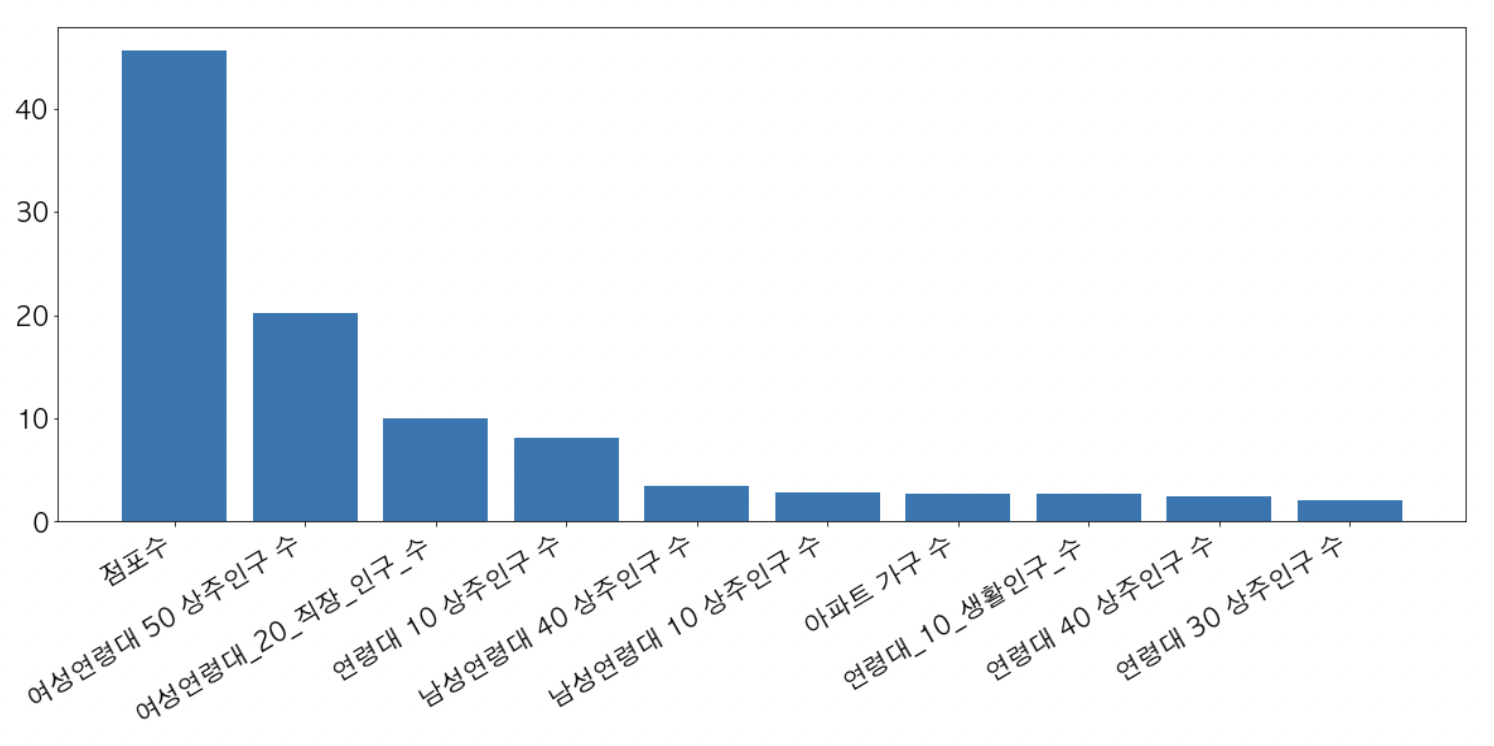 40
30
20
10
0
점포수
여성연령대 50 상주인구 수
여성연령대_20_직장_인구_수
연령대 10 상주인구 수
남성연령대 40 상주인구 수
남성연령대 10 상주인구 수
아파트 가구 수
연령대_10_생활인구_수
연령대 40 상주인구 수
연령대 30 상주인구 수